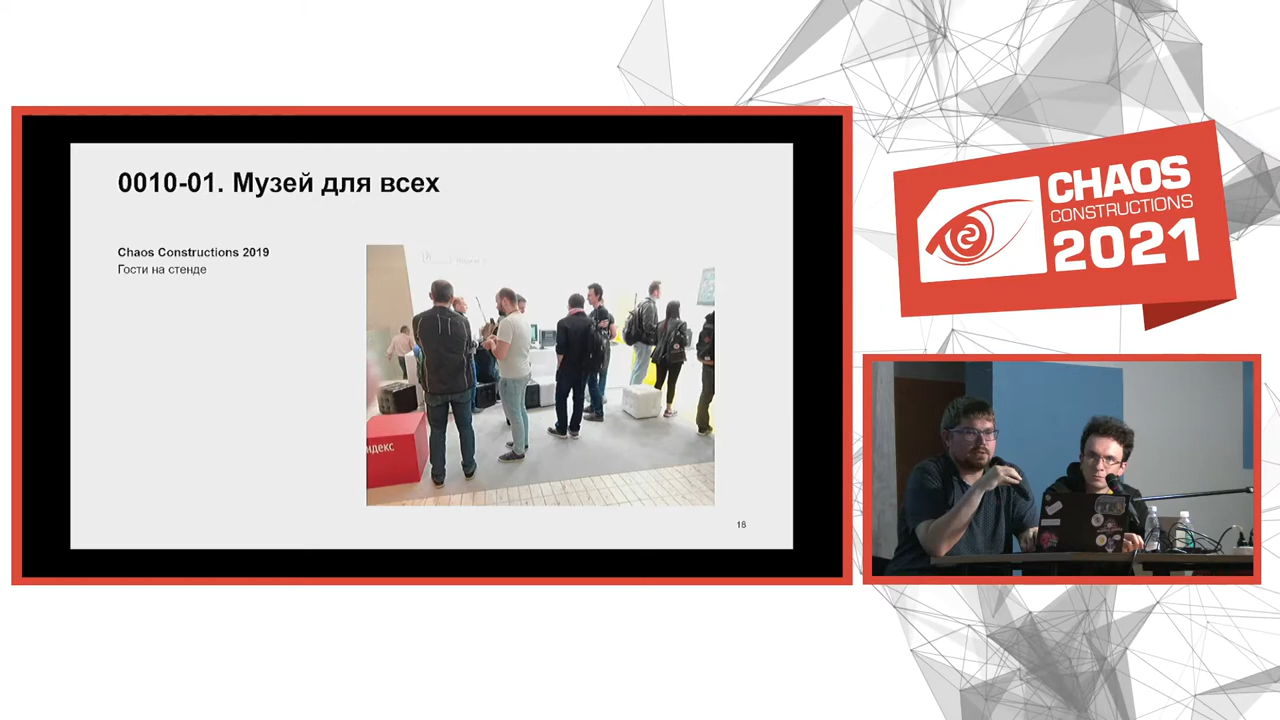 0010-01. Музей для всех
Chaos Constructions 2019
Гости на стенде
ндекс
18
CHAOS
CONSTRUCTIONS
2021